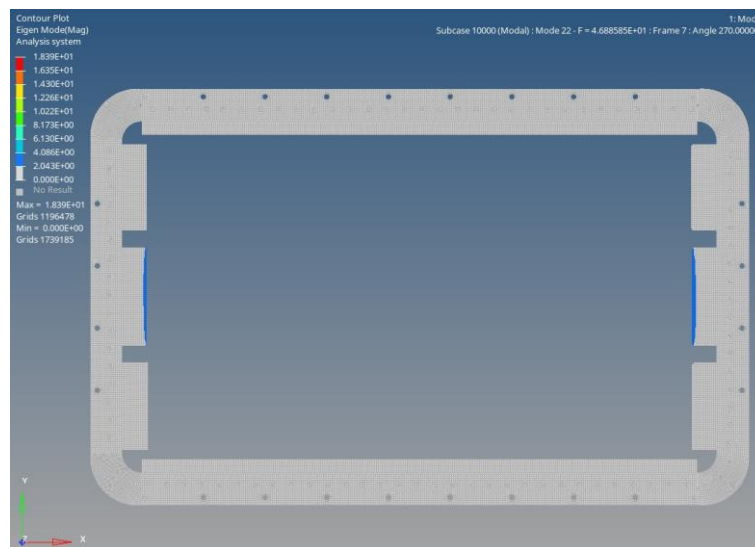 Contour Plot
Eigen Mode(Mag)
Analysis system
1.839E+01
1.635E+01
1.430E+01
1.226E+01
1.022E+01
8.173E+00
6.130E+00
4.086E+00
2.043E+00
0.000E+00
No Result
Max = 1.839E+01
Grids 1196478
Min = 0.000E+00
Grids 1739185
1: Mod
Subcase 10000 (Modal) : Mode 22 - F = 4.688585E+01 : Frame 7 : Angle 270.00000
Y
Z
X